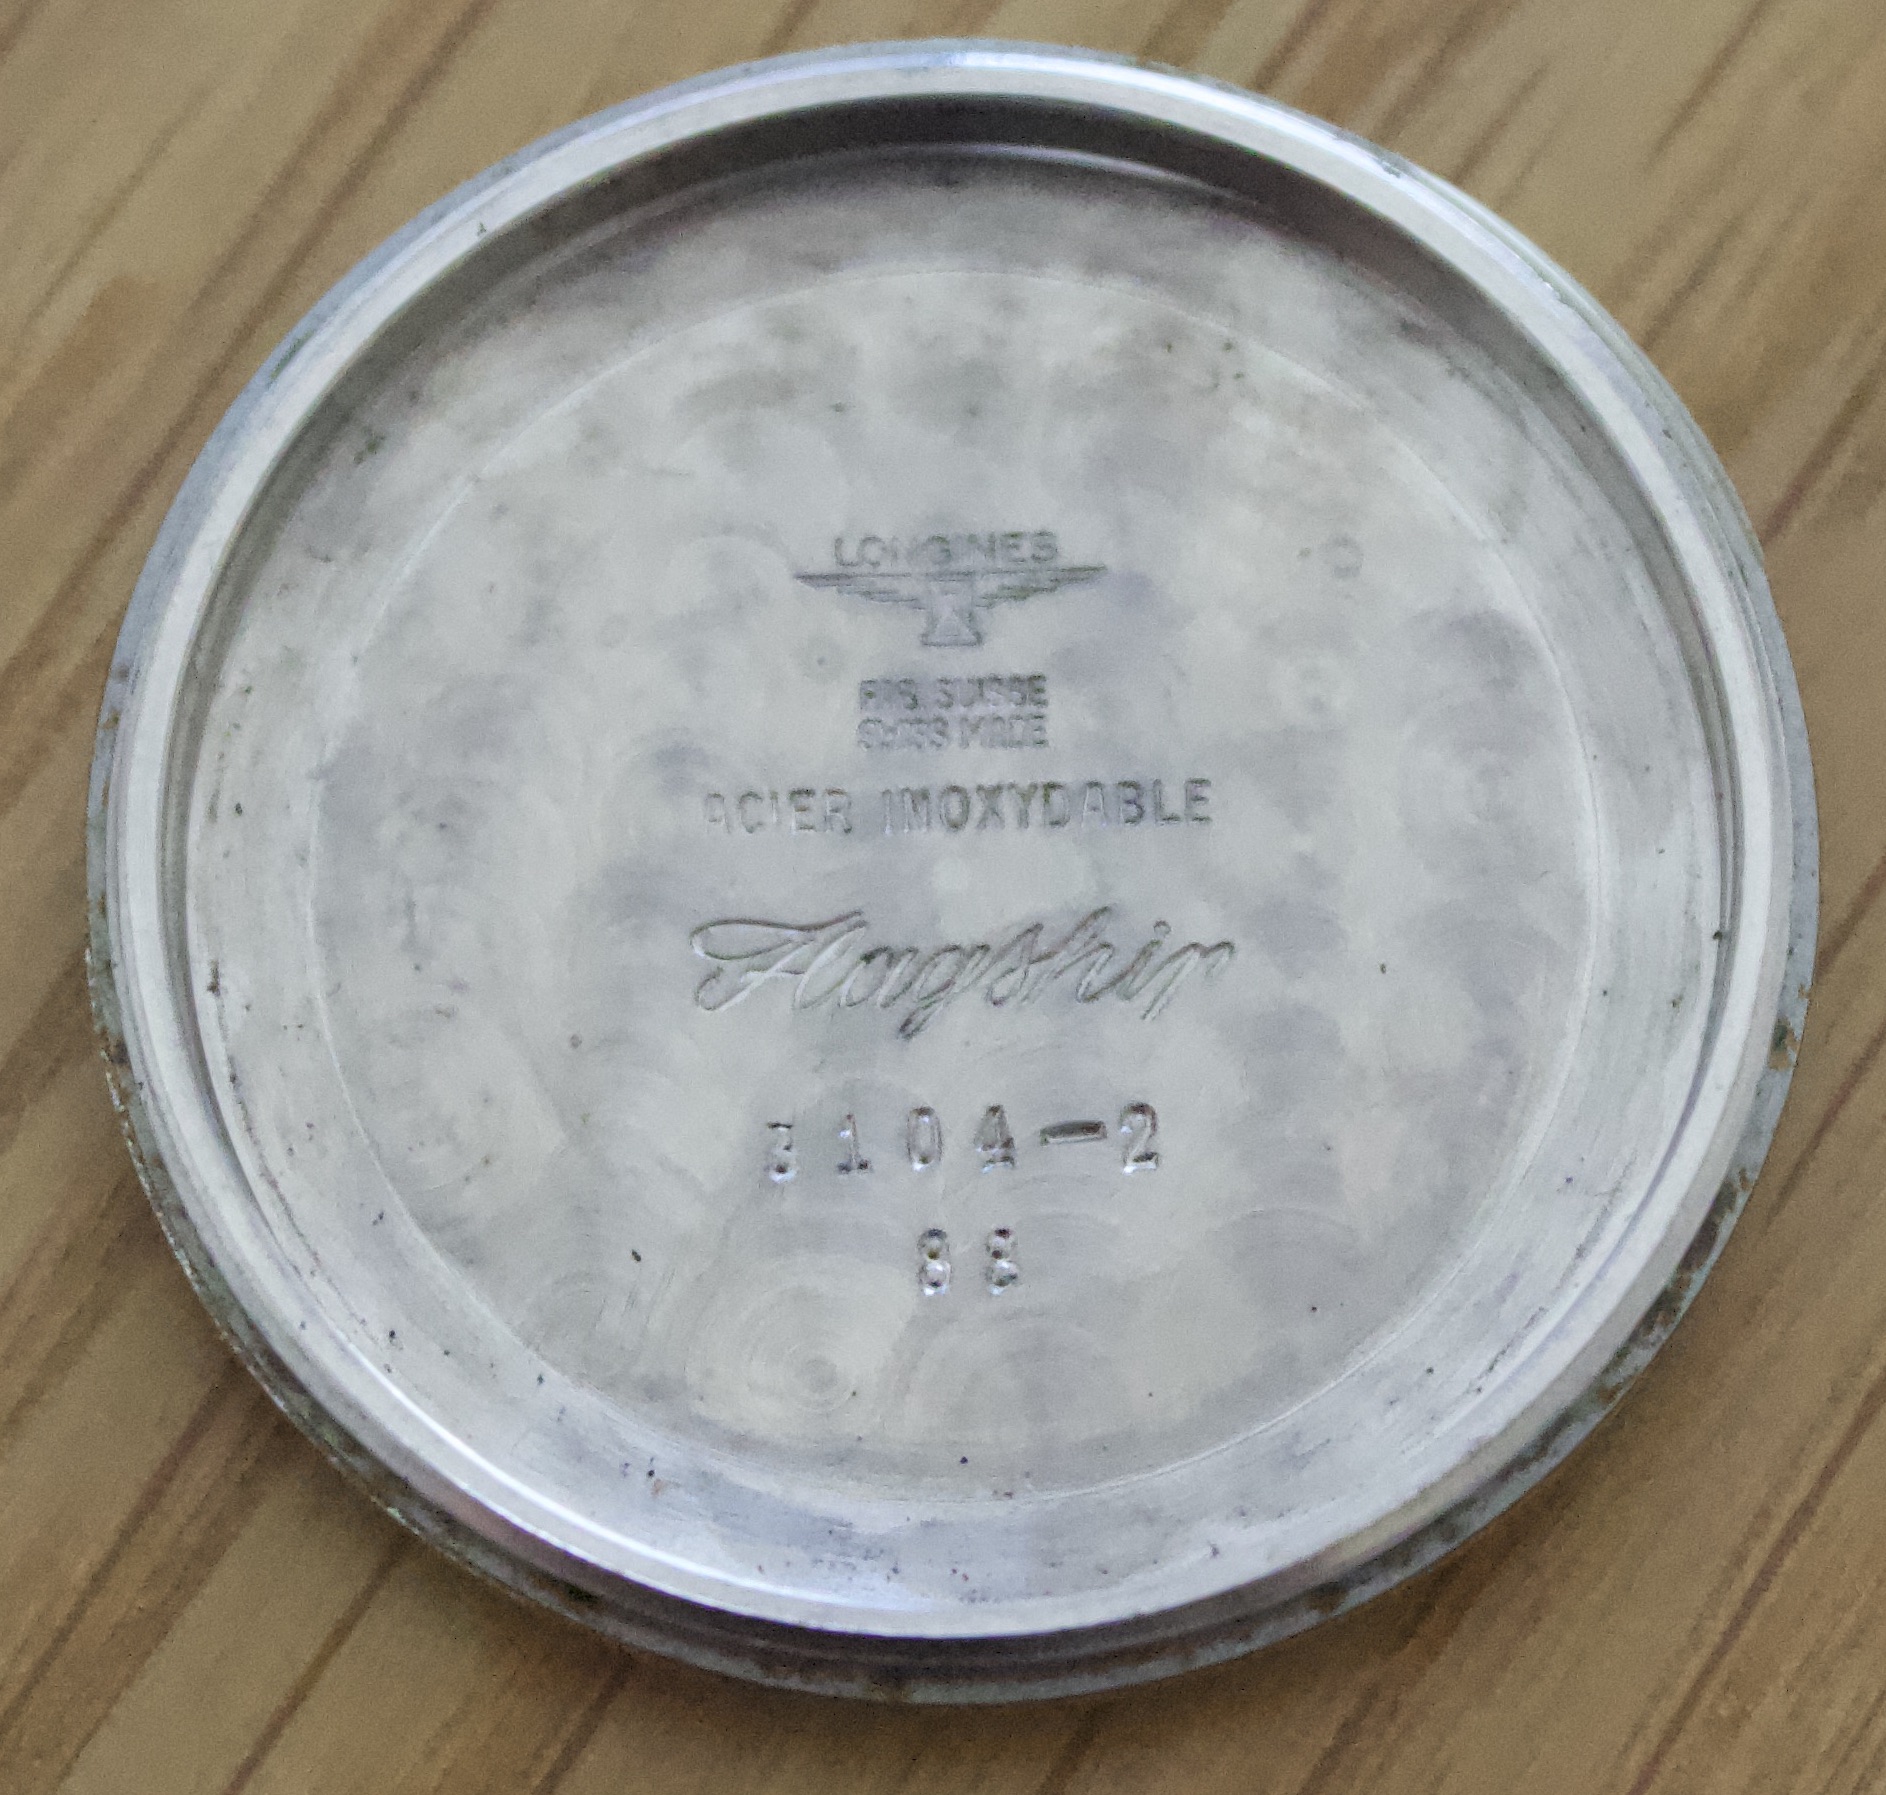 LONGINES
FAB. SUISSE
SWISS MADE
ACIER INOXYDABLE
Flagship
3104-2
88